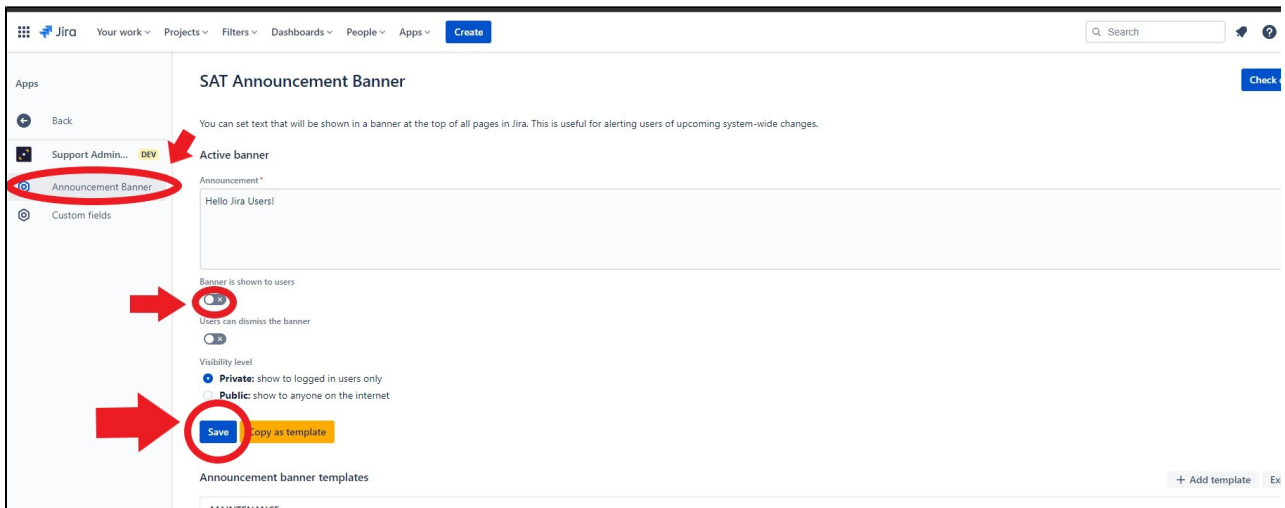 Jira Your work Projects Filters Dashboards People Apps Create Search
Apps
SAT Announcement Banner
Check
Back
You can set text that will be shown in a banner at the top of all pages in Jira. This is useful for alerting users of upcoming system-wide changes.
Support Admin... DEV
Active banner
Announcement Banner
Announcement*
Hello Jira Users!
Custom fields
Banner is shown to users
Users can dismiss the banner
Visibility level
Private: show to logged in users only
Public: show to anyone on the internet
Save Copy as template
Announcement banner templates
+ Add template Ex
MAINTENANCE